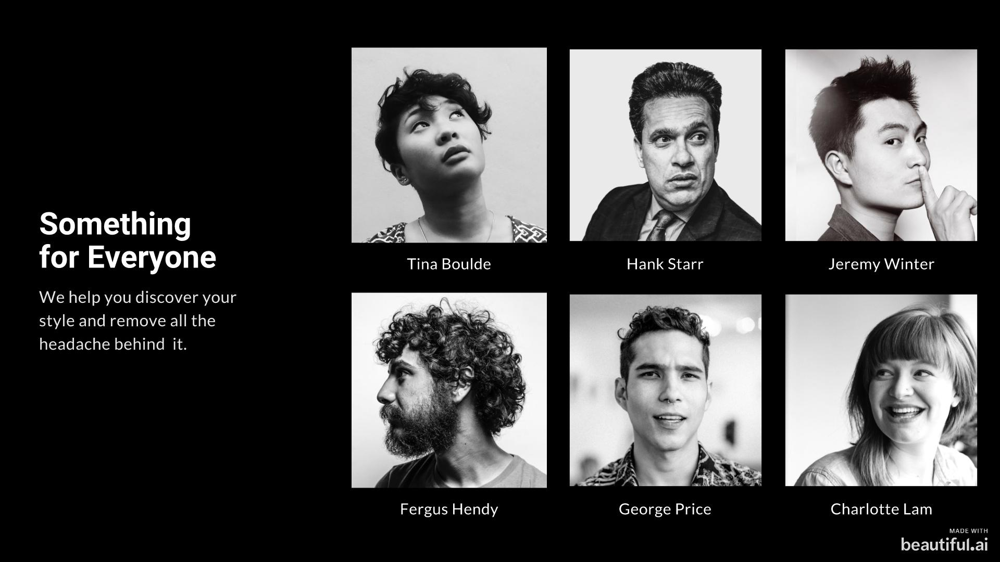 Something
for Everyone
We help you discover your
style and remove all the
headache behind  it.
Tina Boulde
Hank Starr
Jeremy Winter
Fergus Hendy
George Price
Charlotte Lam
MADE WITH
beautiful.ai